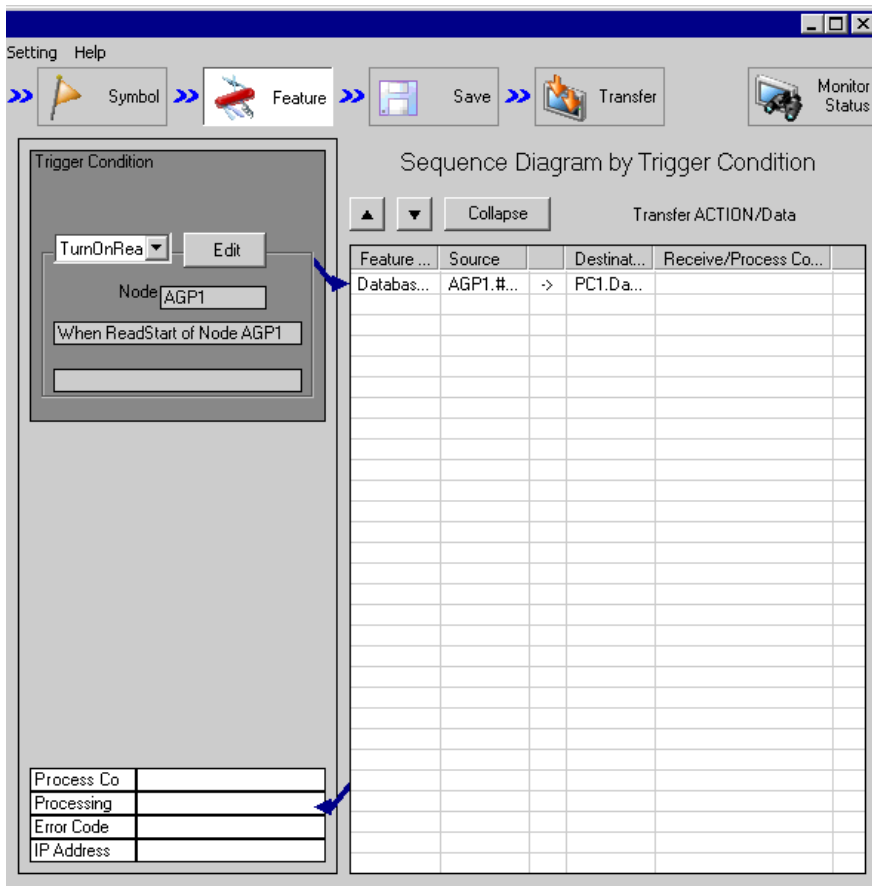 Setting Help
Symbol Feature Save Transfer Monitor Status
Trigger Condition
TurnOnRea Edit
Node AGP1
When ReadStart of Node AGP1
Sequence Diagram by Trigger Condition
Collapse Transfer ACTION/Data
Feature ... Source Destinat... Receive/Process Co...
Databas... AGP1.#... -> PC1.Da...
Process Co
Processing
Error Code
IP Address